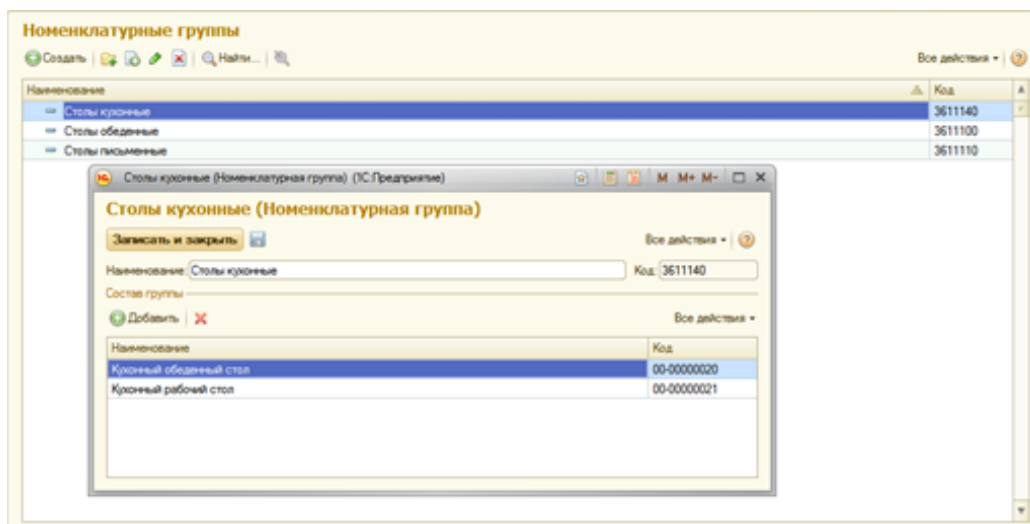 Номенклатурные группы
Создать Найти... Все действия
Наименование Код
Столы кухонные 3611140
Столы обеденные 3611100
Столы письменные 3611110
Столы кухонные (Номенклатурная группа) (1С:Предприятие) M M+ M-
Столы кухонные (Номенклатурная группа)
Записать и закрыть Все действия
Наименование: Столы кухонные Код: 3611140
Состав группы
Добавить Все действия
Наименование Код
Кухонный обеденный стол 00-00000020
Кухонный рабочий стол 00-00000021